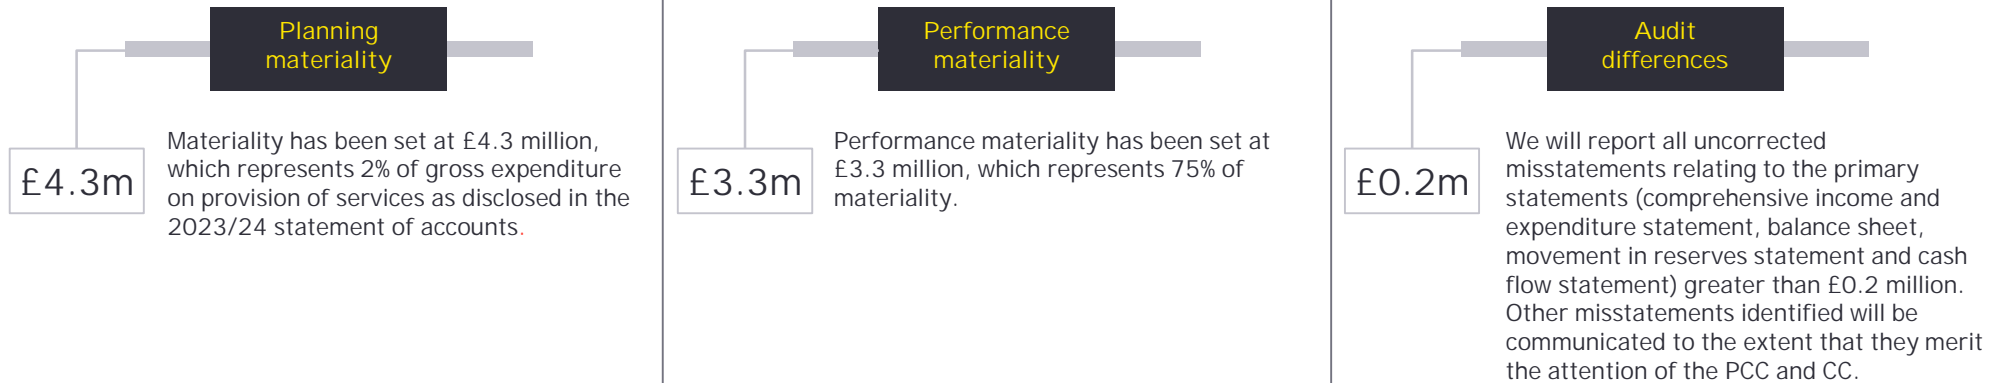 Planning
materiality
£4.3m
Materiality has been set at £4.3 million,
which represents 2% of gross expenditure
on provision of services as disclosed in the
2023/24 statement of accounts.
Performance
materiality
£3.3m
Performance materiality has been set at
£3.3 million, which represents 75% of
materiality.
Audit
differences
£0.2m
We will report all uncorrected
misstatements relating to the primary
statements (comprehensive income and
expenditure statement, balance sheet,
movement in reserves statement and cash
flow statement) greater than £0.2 million.
Other misstatements identified will be
communicated to the extent that they merit
the attention of the PCC and CC.